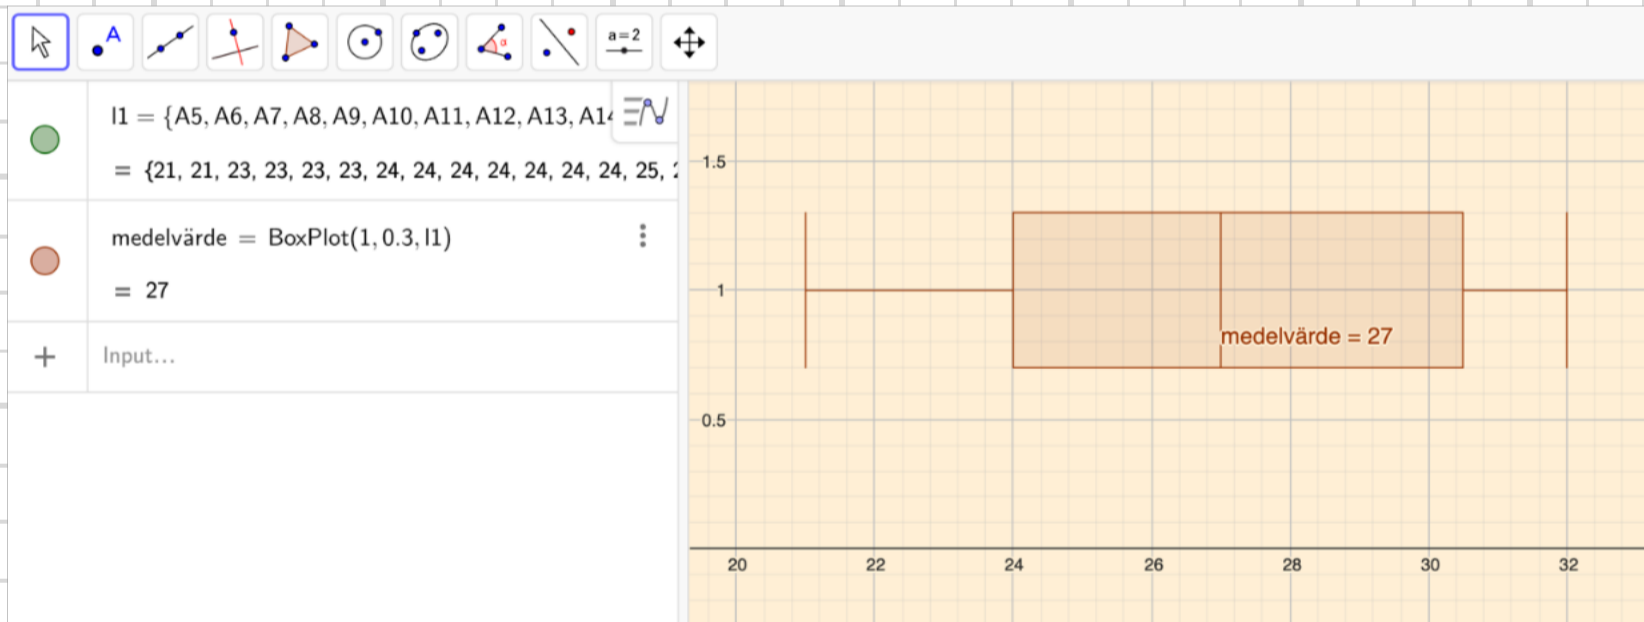 A
α
a=2
l1 = {A5, A6, A7, A8, A9, A10, A11, A12, A13, A14
= {21, 21, 23, 23, 23, 23, 24, 24, 24, 24, 24, 24, 24, 25, 2
medelvärde = BoxPlot(1, 0.3, l1)
= 27
+ Input...
1.5
1
0.5
medelvärde = 27
20 22 24 26 28 30 32